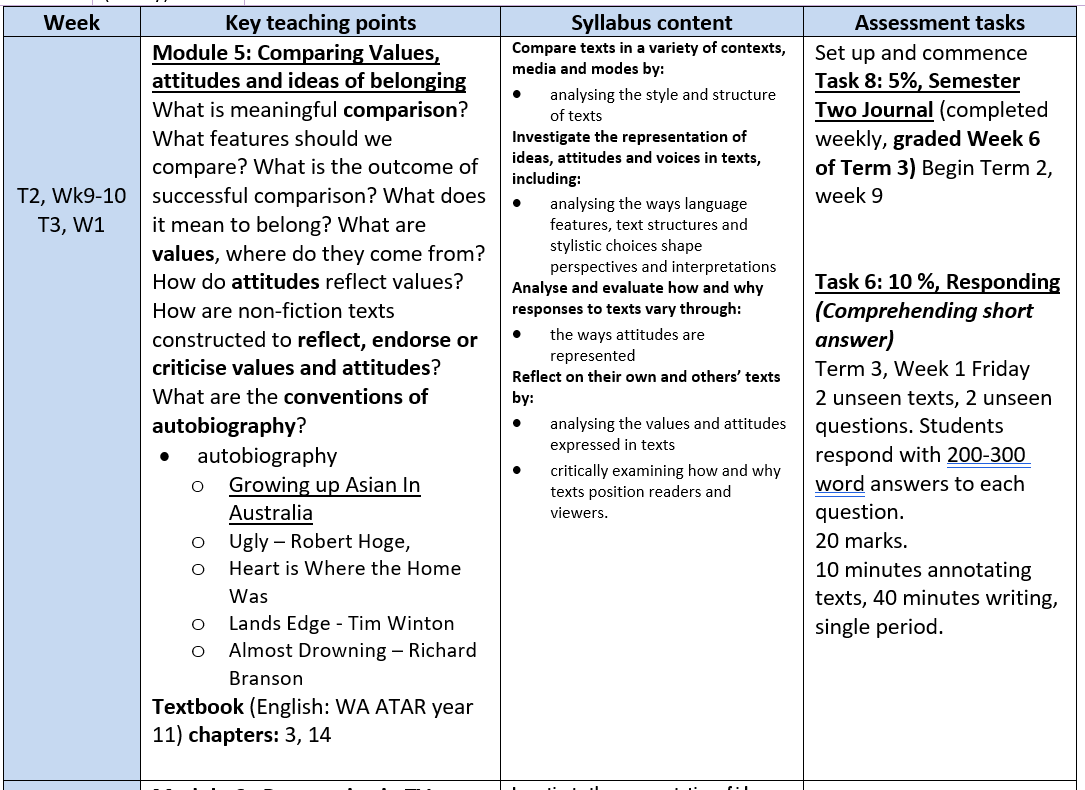 Week
Key teaching points
Syllabus content
Assessment tasks
T2, Wk9-10
T3, W1
Module 5: Comparing Values,
attitudes and ideas of belonging
What is meaningful comparison?
What features should we
compare? What is the outcome of
successful comparison? What does
it mean to belong? What are
values, where do they come from?
How do attitudes reflect values?
How are non-fiction texts
constructed to reflect, endorse or
criticise values and attitudes?
What are the conventions of
autobiography?
● autobiography
○ Growing up Asian In
Australia
○ Ugly – Robert Hoge,
○ Heart is Where the Home
Was
○ Lands Edge - Tim Winton
○ Almost Drowning – Richard
Branson
Textbook (English: WA ATAR year
11) chapters: 3, 14
Compare texts in a variety of contexts,
media and modes by:
● analysing the style and structure
of texts
Investigate the representation of
ideas, attitudes and voices in texts,
including:
● analysing the ways language
features, text structures and
stylistic choices shape
perspectives and interpretations
Analyse and evaluate how and why
responses to texts vary through:
● the ways attitudes are
represented
Reflect on their own and others’ texts
by:
● analysing the values and attitudes
expressed in texts
● critically examining how and why
texts position readers and
viewers.
Set up and commence
Task 8: 5%, Semester
Two Journal (completed
weekly, graded Week 6
of Term 3) Begin Term 2,
week 9
Task 6: 10 %, Responding
(Comprehending short
answer)
Term 3, Week 1 Friday
2 unseen texts, 2 unseen
questions. Students
respond with 200-300
word answers to each
question.
20 marks.
10 minutes annotating
texts, 40 minutes writing,
single period.